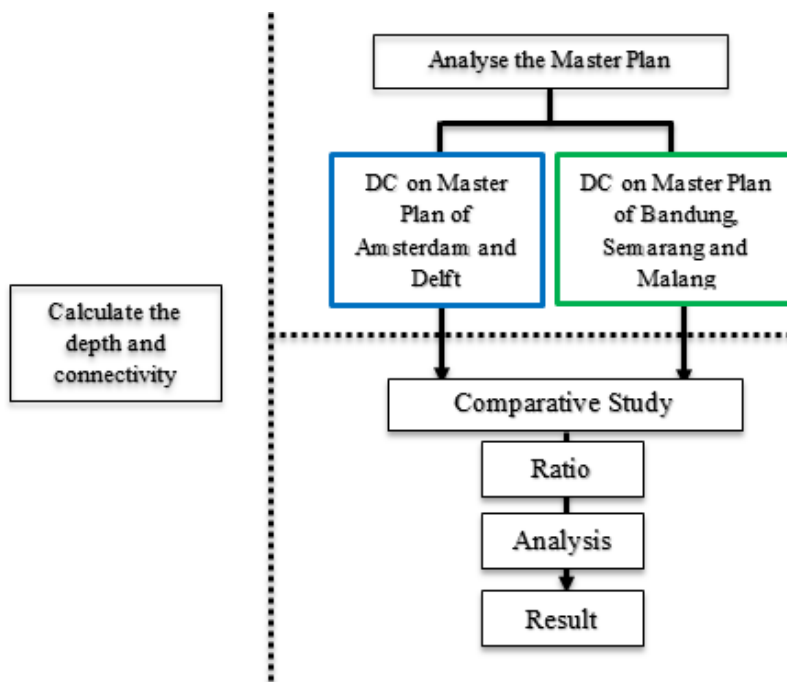 Analyse the Master Plan
DC on Master
Plan of
Amsterdam and
Delft
DC on Master Plan
of Bandung,
Semarang and
Malang
Calculate the
depth and
connectivity
Comparative Study
Ratio
Analysis
Result